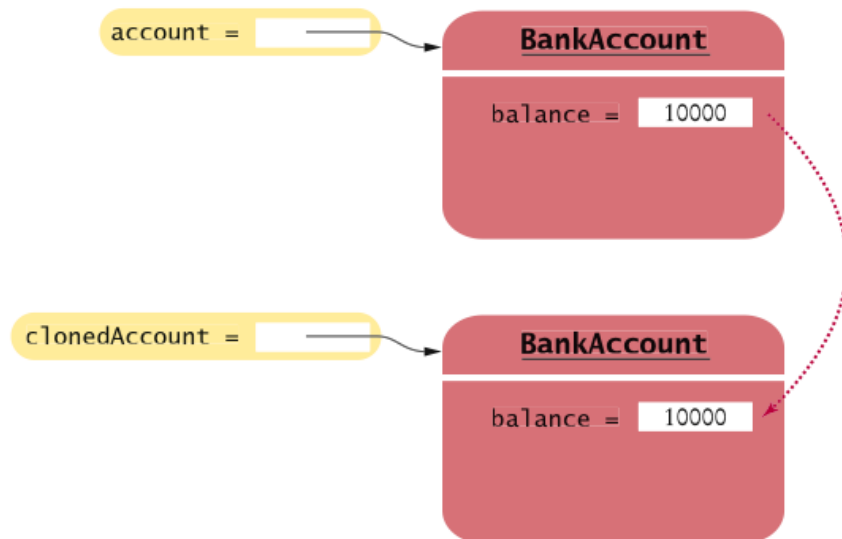 account =
BankAccount
balance = 10000
clonedAccount =
BankAccount
balance = 10000